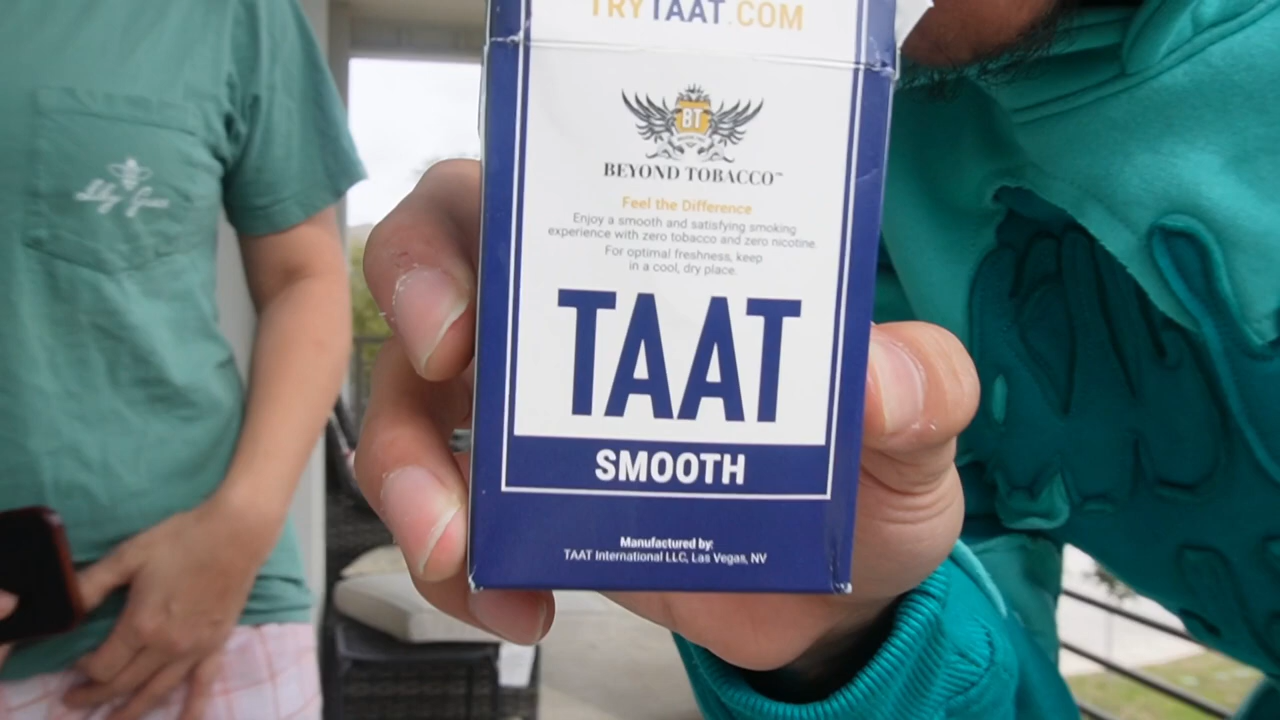 TRYTAAT.COM
BT
BEYOND TOBACCO™
Feel the Difference
Enjoy a smooth and satisfying smoking
experience with zero tobacco and zero nicotine.
For optimal freshness, keep
in a cool, dry place.
TAAT
SMOOTH
Manufactured by:
TAAT International LLC, Las Vegas, NV